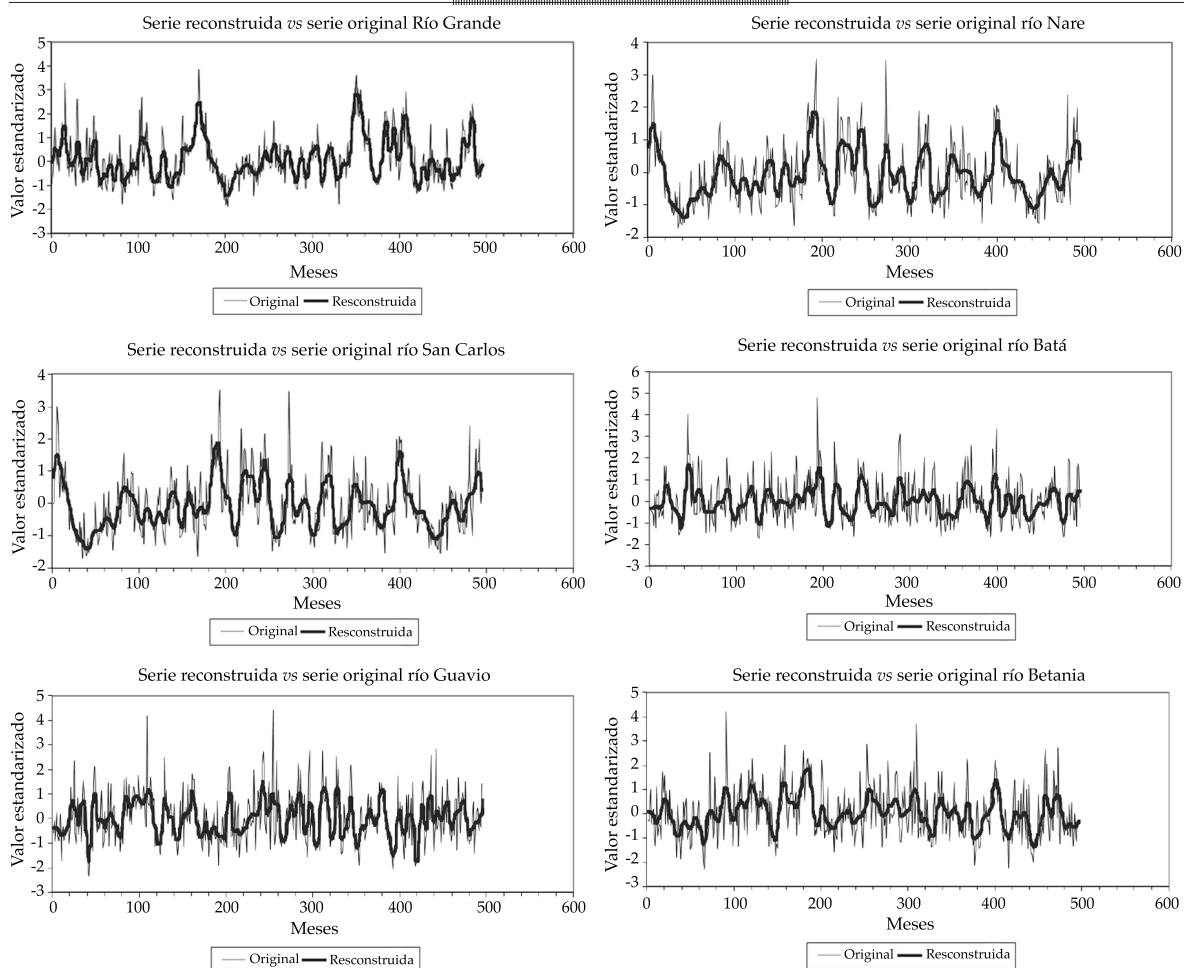 Serie reconstruida vs serie original Río Grande
Serie reconstruida vs serie original río Nare
5
4
3
2
1
0
-1
-2
-3
Valor estandarizado
0 100 200 300 400 500 600
Meses
Original Resconstruida
4
3
2
1
0
-1
-2
Valor estandarizado
0 100 200 300 400 500 600
Meses
Original Resconstruida
Serie reconstruida vs serie original río San Carlos
Serie reconstruida vs serie original río Batá
4
3
2
1
0
-1
-2
Valor estandarizado
0 100 200 300 400 500 600
Meses
Original Resconstruida
6
5
4
3
2
1
0
-1
-2
-3
Valor estandarizado
0 100 200 300 400 500 600
Meses
Original Resconstruida
Serie reconstruida vs serie original río Guavio
Serie reconstruida vs serie original río Betania
5
4
3
2
1
0
-1
-2
-3
Valor estandarizado
0 100 200 300 400 500 600
Meses
Original Resconstruida
5
4
3
2
1
0
-1
-2
-3
Valor estandarizado
0 100 200 300 400 500 600
Meses
Original Resconstruida